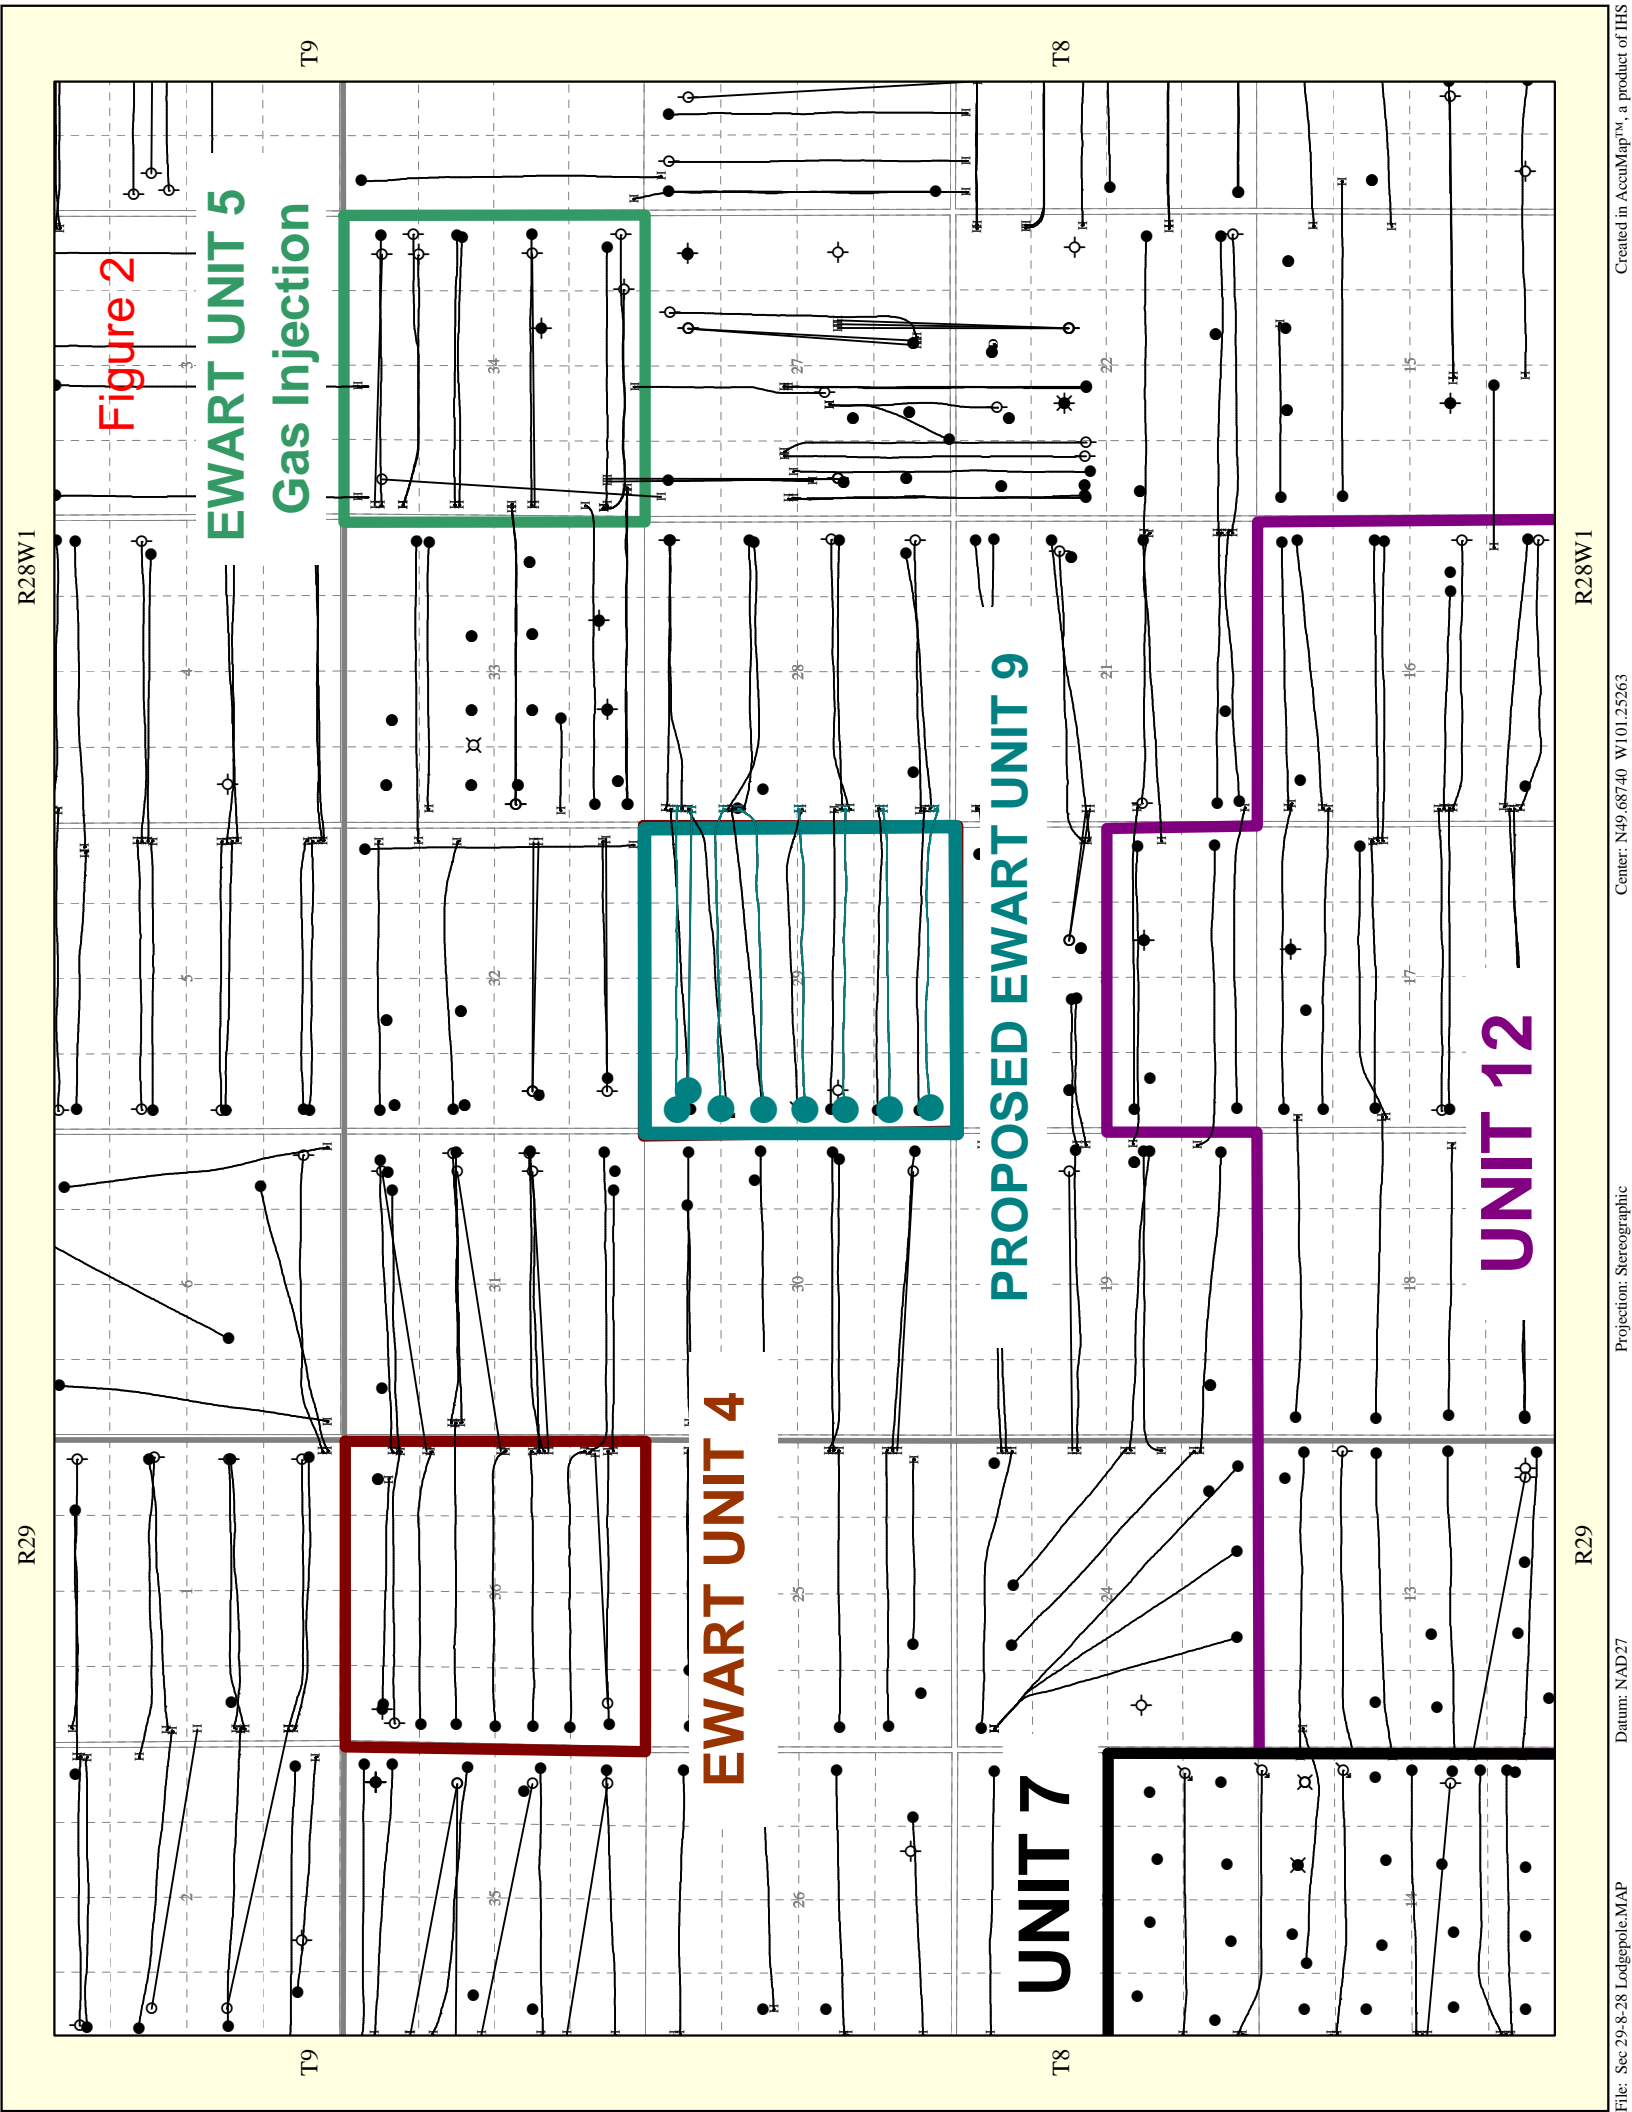 R29 R28W1
Figure 2
2 1 6 5 4 3
EWART UNIT 5
Gas Injection
T9 T9
35 36 31 32 33 34
EWART UNIT 4
26 25 30 29 28 27
PROPOSED EWART UNIT 9
UNIT 7
T8 T8
24 19 21 22
14 13 18 17 16 15
UNIT 12
R29 R28W1
File: Sec 29-8-28 Lodgepole.MAP Datum: NAD27 Projection: Stereographic Center: N49.68740 W101.25263 Created in AccuMap™, a product of IHS